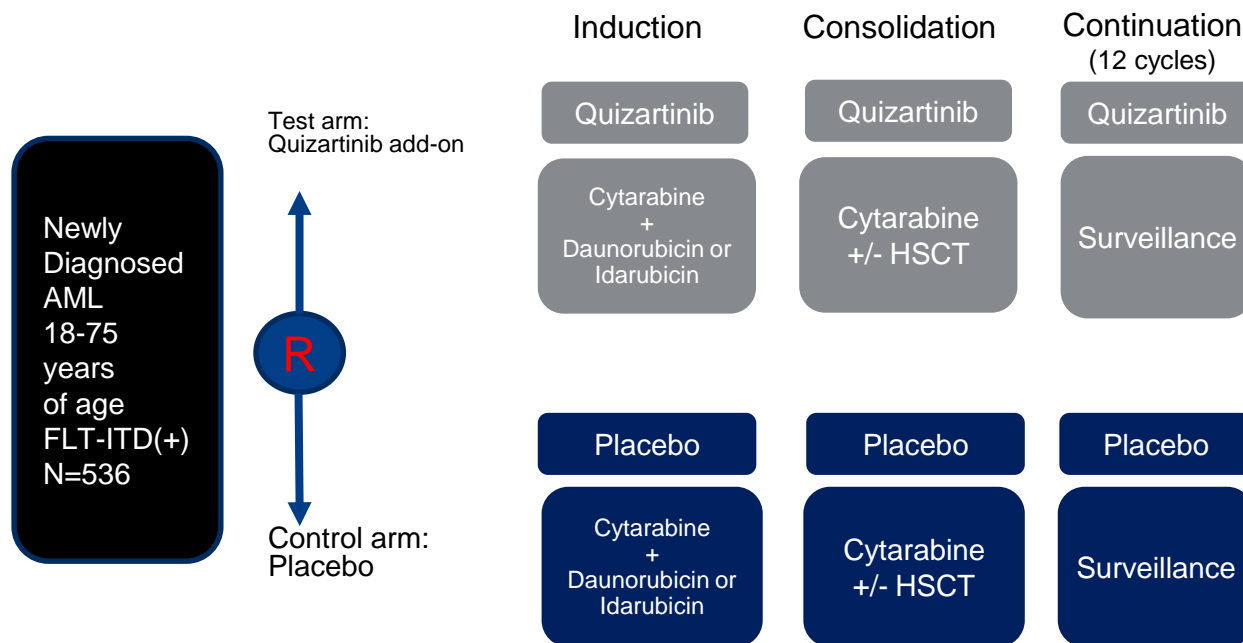 Induction
Consolidation
Continuation
(12 cycles)
Test arm:
Quizartinib add-on
Quizartinib
Quizartinib
Quizartinib
Cytarabine
+
Daunorubicin or
Idarubicin
Cytarabine
+/- HSCT
Surveillance
Newly
Diagnosed
AML
18-75
years
of age
FLT-ITD(+)
N=536
R
Control arm:
Placebo
Placebo
Placebo
Placebo
Cytarabine
+
Daunorubicin or
Idarubicin
Cytarabine
+/- HSCT
Surveillance